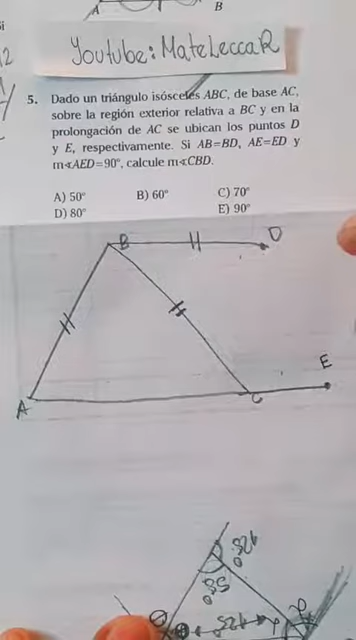 A
B
Youtube: MateLeccaR
5. Dado un triángulo isósceles ABC, de base AC,
sobre la región exterior relativa a BC y en la
prolongación de AC se ubican los puntos D
y E, respectivamente. Si AB=BD, AE=ED y
m∢AED=90°, calcule m∢CBD.
A) 50° B) 60° C) 70°
D) 80° E) 90°
B D
E
A C